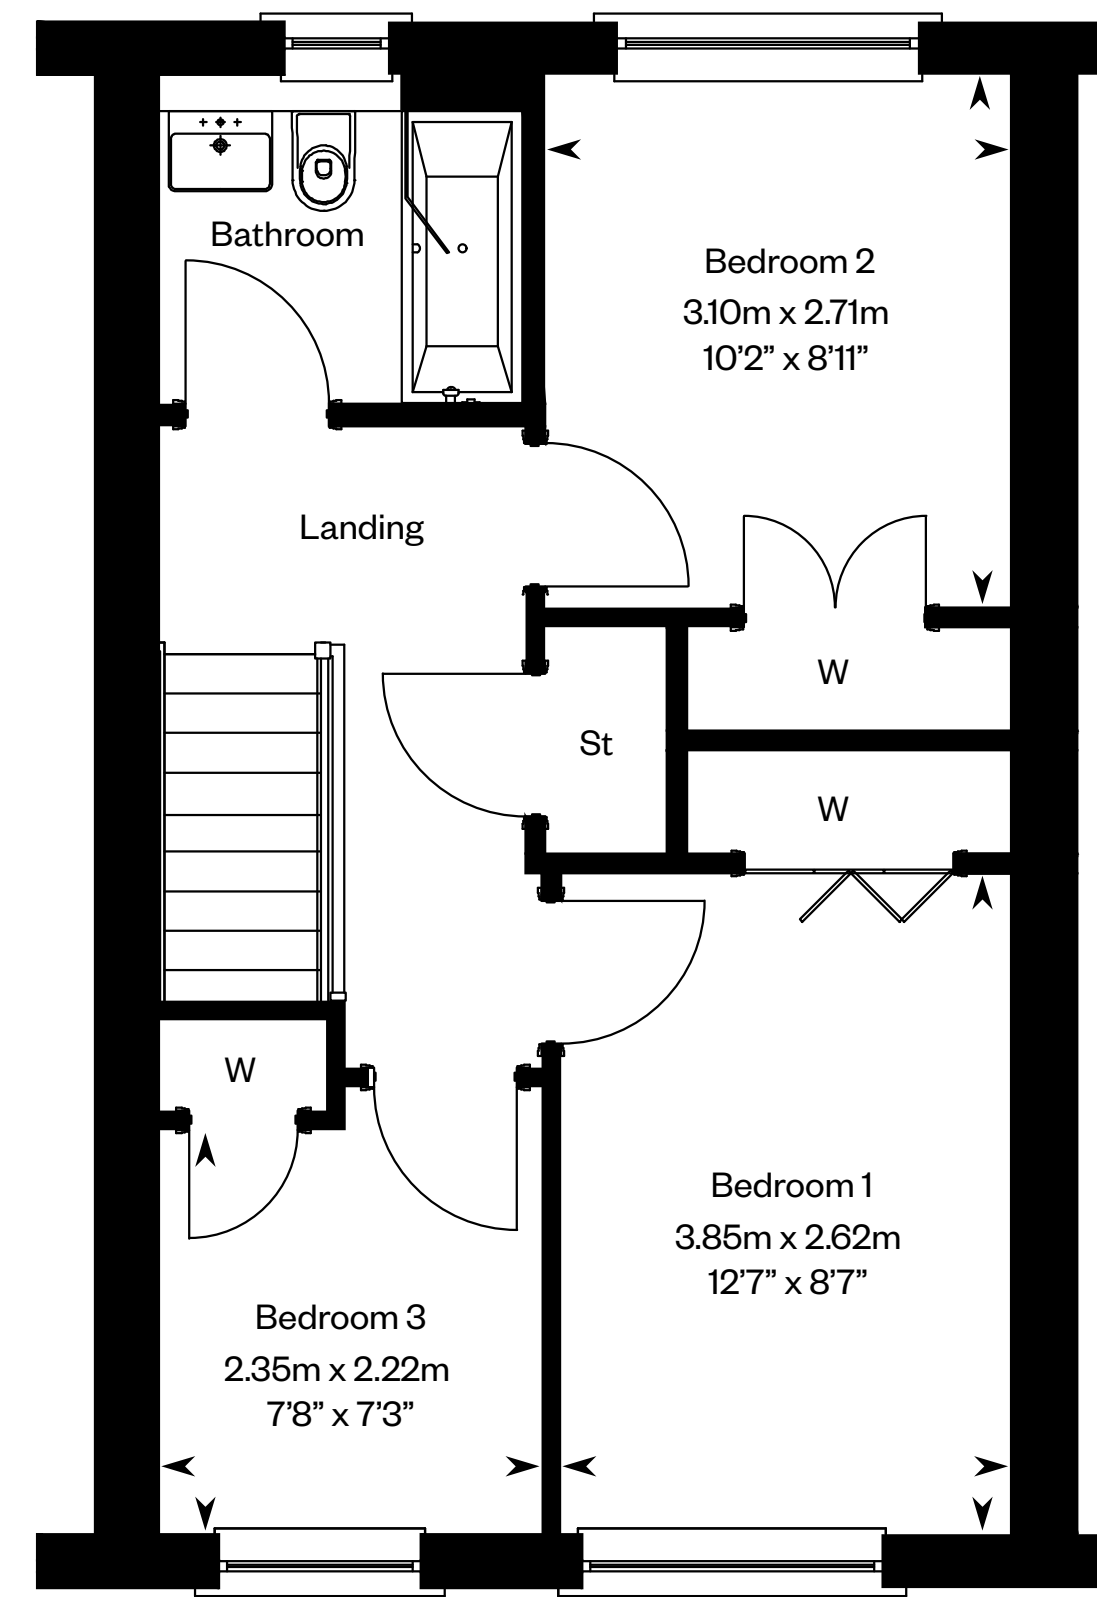 Bathroom
Bedroom 2
3.10m x 2.71m
10’2” x 8’11”
Landing
W
St
W
W
Bedroom 1
3.85m x 2.62m
12’7” x 8’7”
Bedroom 3
2.35m x 2.22m
7’8” x 7’3”